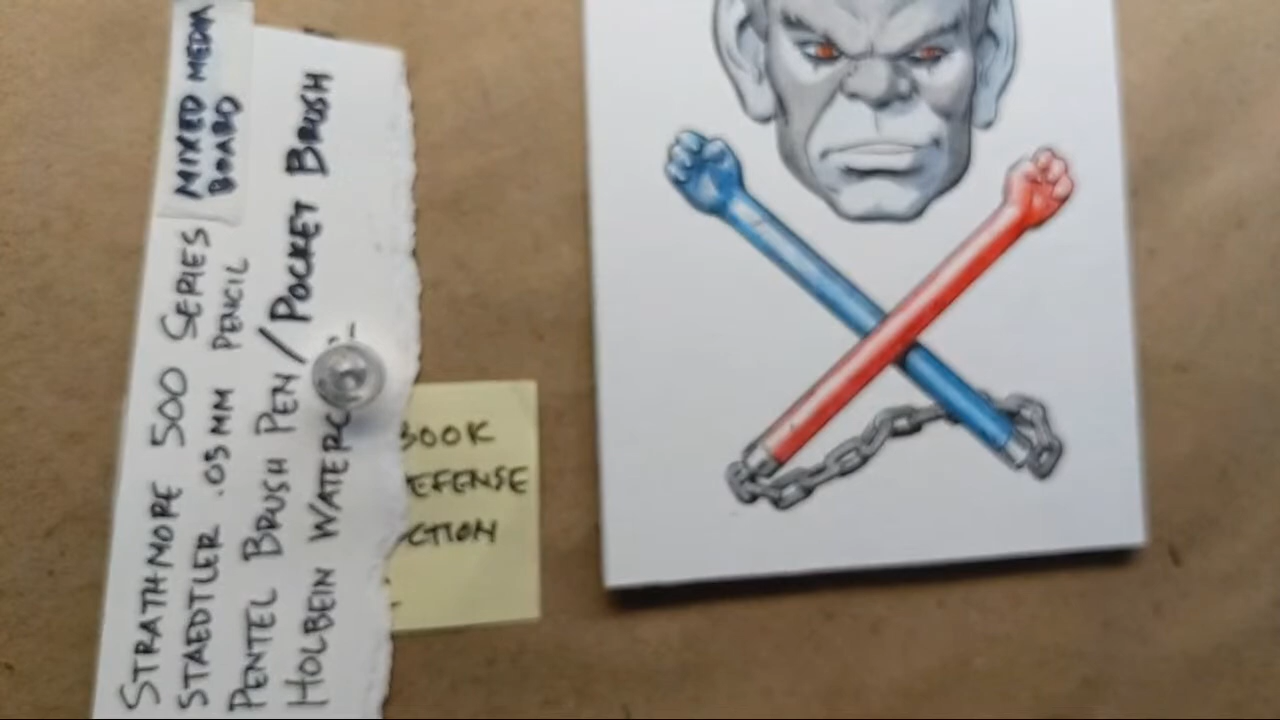 MIXED MEDIA
BOARD
STRATHMORE 500 SERIES
STAEDTLER .05MM PENCIL
PENTEL BRUSH PEN/POCKET BRUSH
HOLBEIN WATERC
BOOK
EFENSE
CTION